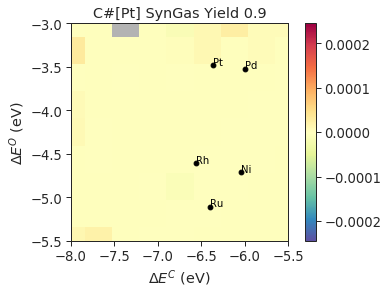 C#[Pt] SynGas Yield 0.9
−3.0
−3.5
−4.0
−4.5
−5.0
−5.5
ΔE^O (eV)
Pt
Pd
Rh
Ni
Ru
−8.0 −7.5 −7.0 −6.5 −6.0 −5.5
ΔE^C (eV)
0.0002
0.0001
0.0000
−0.0001
−0.0002